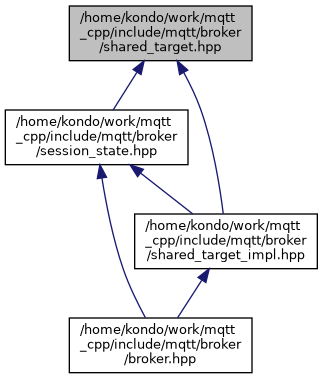 /home/kondo/work/mqtt
_cpp/include/mqtt/broker
/shared_target.hpp
/home/kondo/work/mqtt
_cpp/include/mqtt/broker
/session_state.hpp
/home/kondo/work/mqtt
_cpp/include/mqtt/broker
/shared_target_impl.hpp
/home/kondo/work/mqtt
_cpp/include/mqtt/broker
/broker.hpp